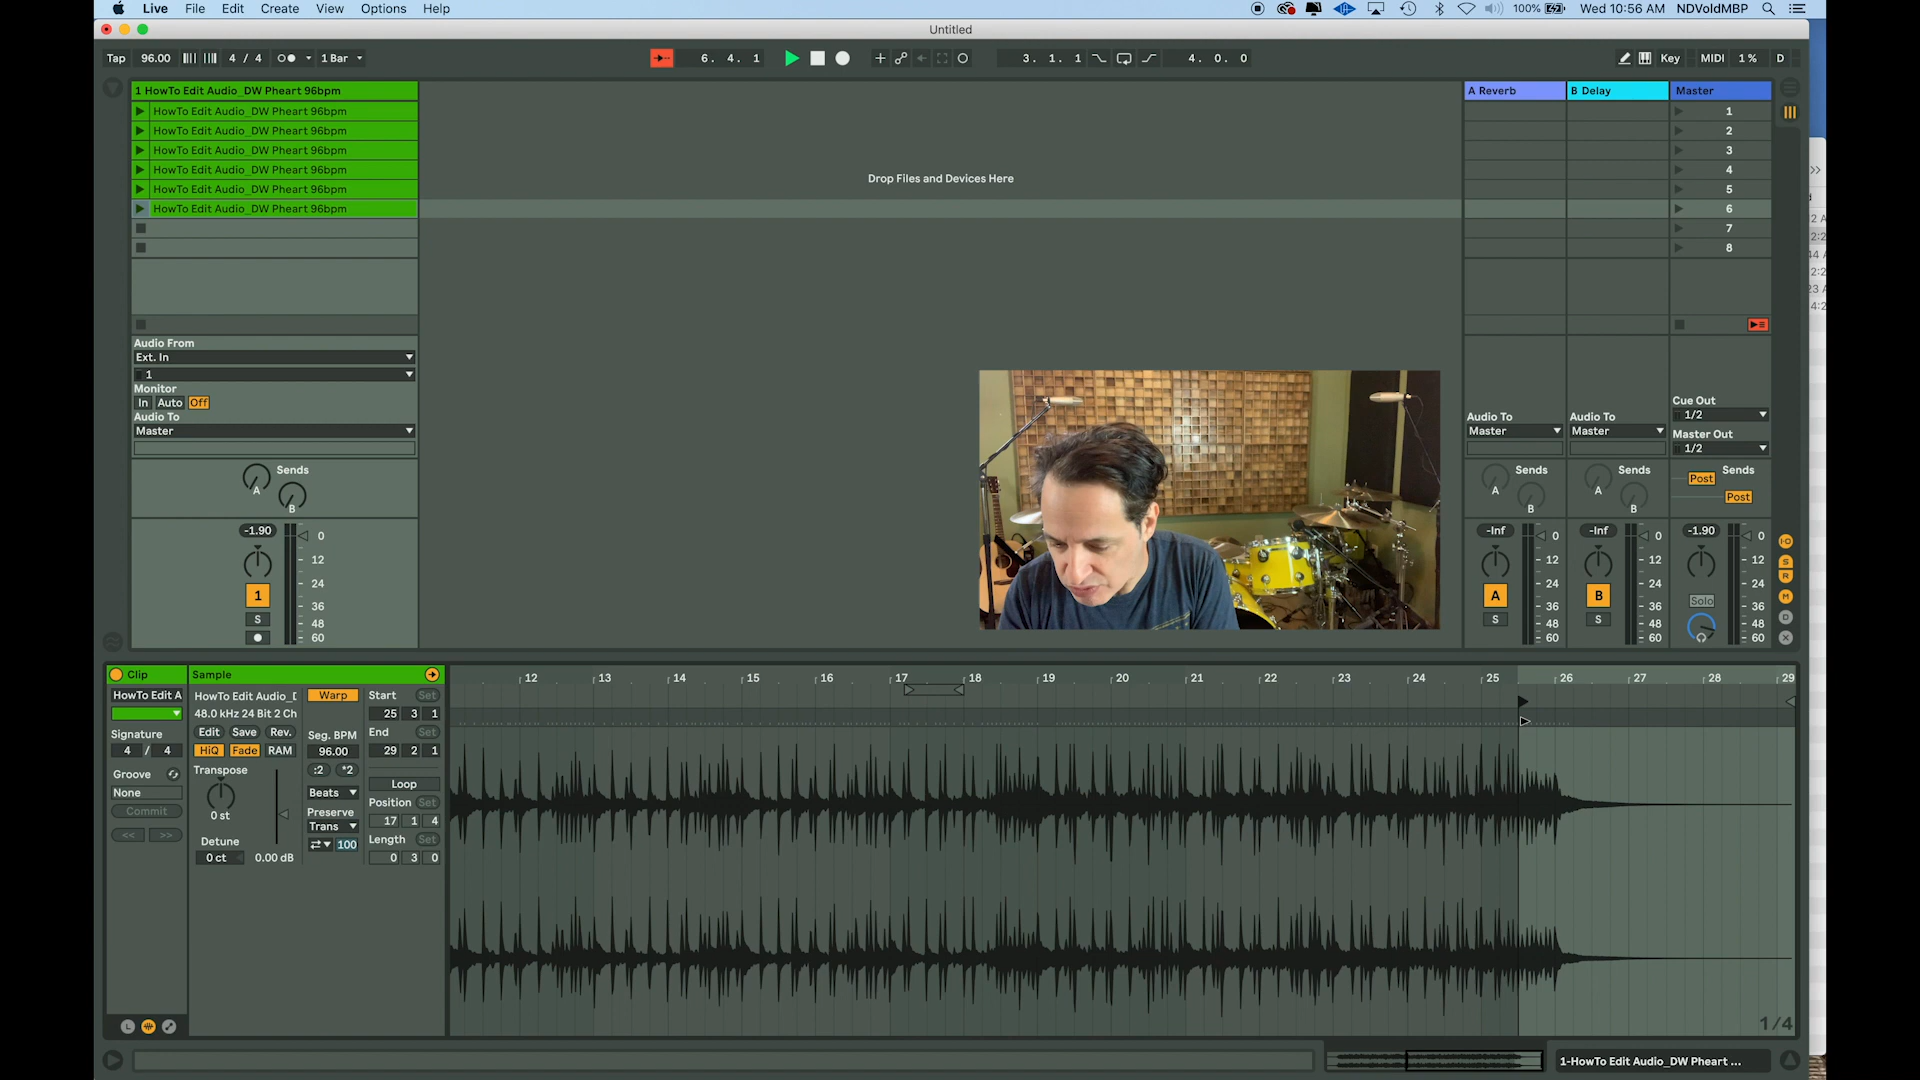 Live File Edit Create View Options Help
100% Wed 10:56 AM NDVoldMBP
Untitled
Tap 96.00 4 / 4 1 Bar 6. 4. 1 3. 1. 1 4. 0. 0 Key MIDI 1% D
1 HowTo Edit Audio_DW Pheart 96bpm A Reverb B Delay Master
HowTo Edit Audio_DW Pheart 96bpm 1
HowTo Edit Audio_DW Pheart 96bpm 2
HowTo Edit Audio_DW Pheart 96bpm 3
HowTo Edit Audio_DW Pheart 96bpm 4
Drop Files and Devices Here
HowTo Edit Audio_DW Pheart 96bpm 5
HowTo Edit Audio_DW Pheart 96bpm 6
7
8
Audio From
Ext. In
1
Monitor
In Auto Off
Audio To
Master
Audio To
Master
Audio To
Master
Cue Out
1/2
Master Out
1/2
Sends
A
B
Sends
A
B
Sends
A
B
Sends
Post
Post
-1.90 0
12
24
36
48
60
1
S
-Inf 0
12
24
36
48
60
A
S
-Inf 0
12
24
36
48
60
B
S
-1.90 0
12
24
36
48
60
Solo
I-O
S
R
M
D
X
Clip Sample
HowTo Edit A
Signature
4 / 4
Groove
None
Commit
<< >>
HowTo Edit Audio_D
48.0 kHz 24 Bit 2 Ch
Edit Save Rev.
HiQ Fade RAM
Transpose
0 st
Detune
0 ct 0.00 dB
Warp
Seg. BPM
96.00
:2 *2
Beats
Preserve
Trans
100
Start Set
25 3 1
End Set
29 2 1
Loop
Position Set
17 1 4
Length Set
0 3 0
12 13 14 15 16 17 18 19 20 21 22 23 24 25 26 27 28 29
1/4
L
1-HowTo Edit Audio_DW Pheart ...